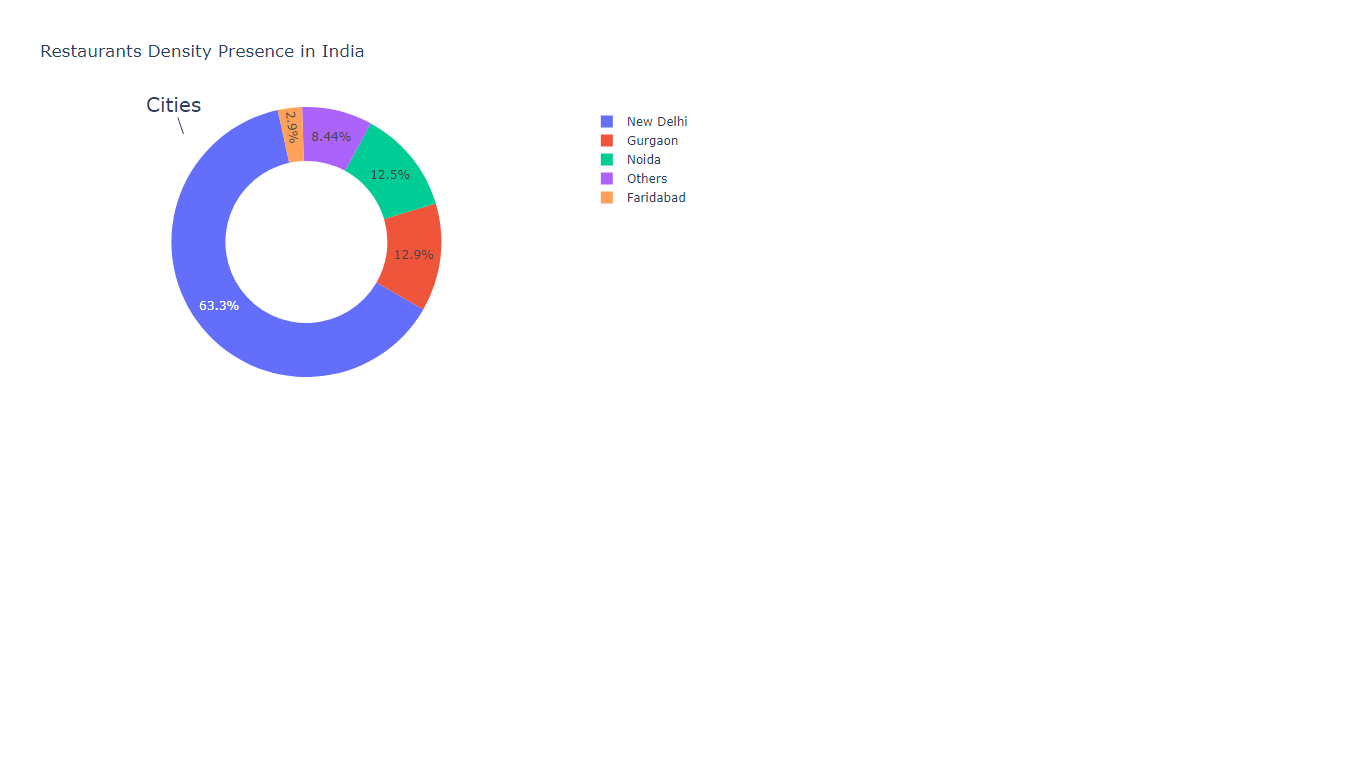 Restaurants Density Presence in India
Cities
2.9%
8.44%
12.5%
12.9%
63.3%
New Delhi
Gurgaon
Noida
Others
Faridabad